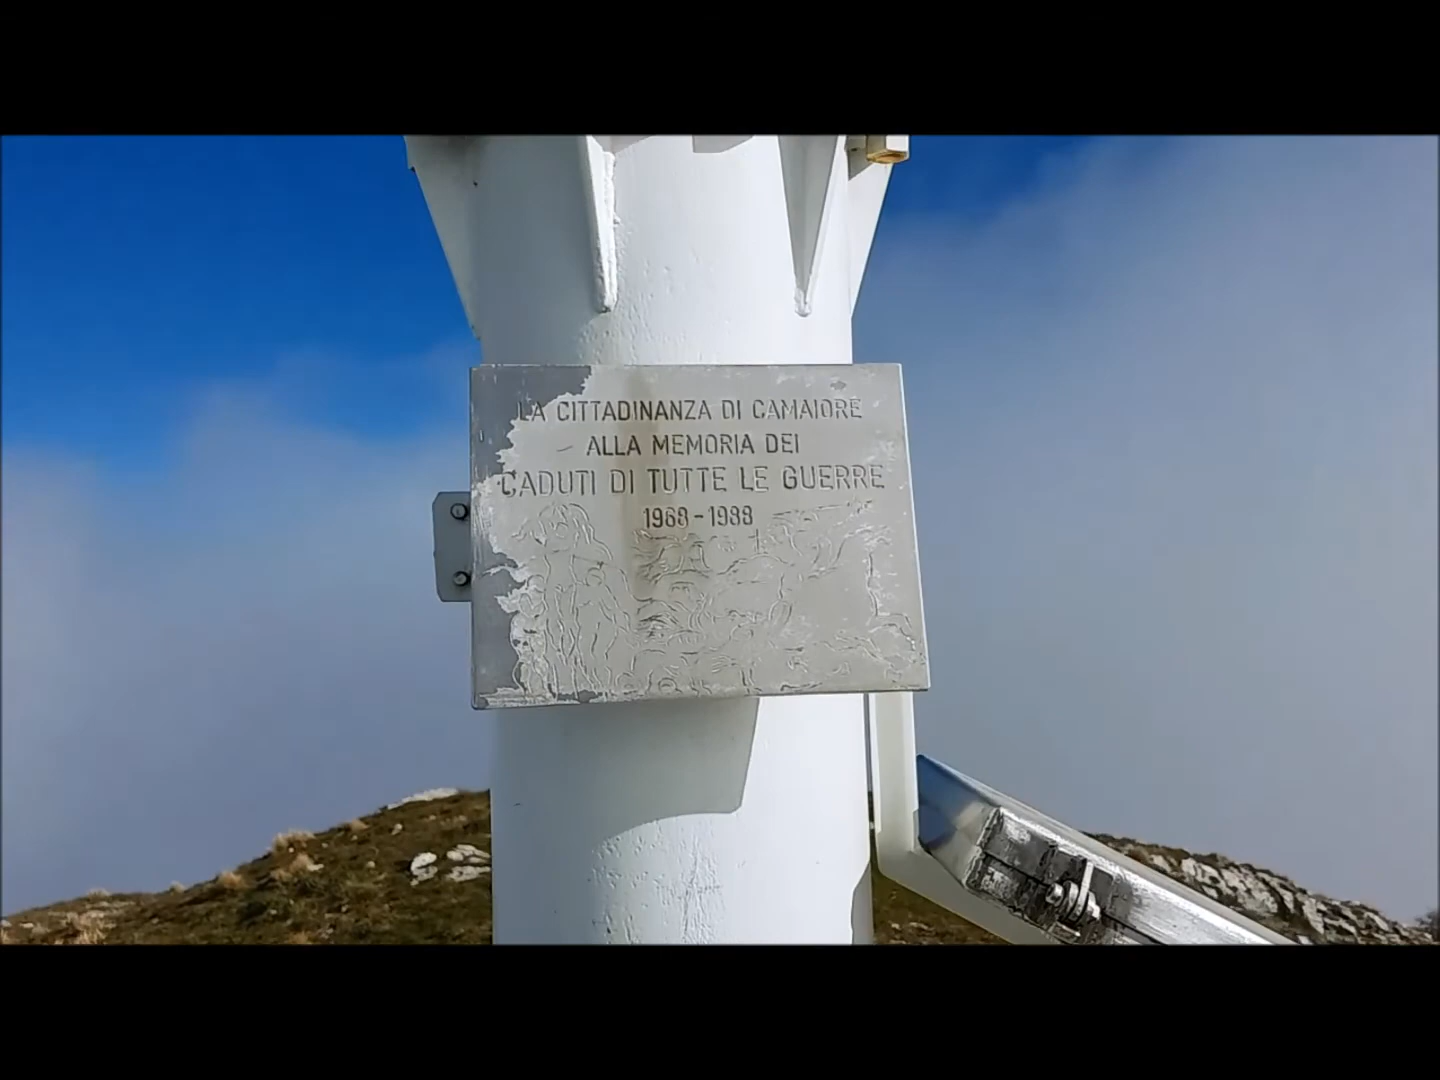 LA CITTADINANZA DI CAMAIORE
ALLA MEMORIA DEI
CADUTI DI TUTTE LE GUERRE
1968-1988